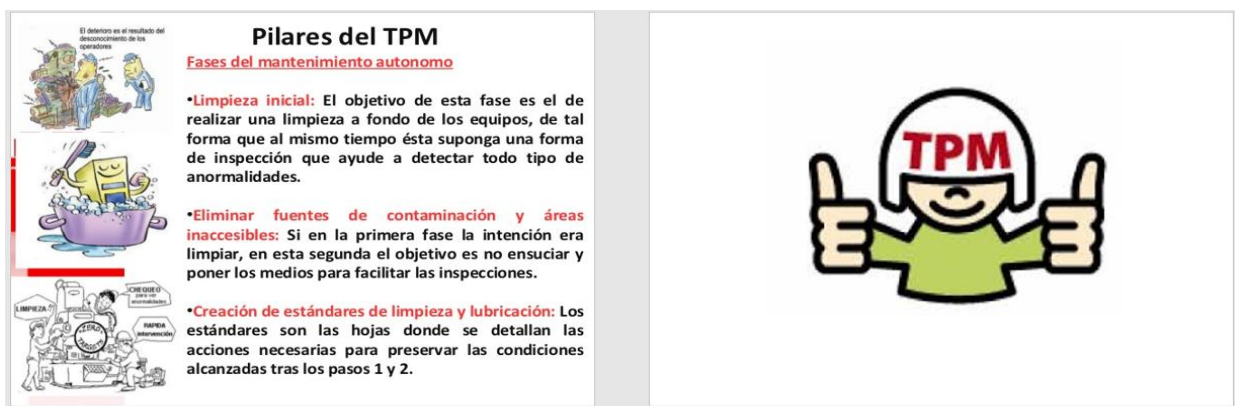 El deterioro es el resultado del
desconocimiento de los
operadores
Pilares del TPM
Fases del mantenimiento autonomo
•Limpieza inicial: El objetivo de esta fase es el de
realizar una limpieza a fondo de los equipos, de tal
forma que al mismo tiempo ésta suponga una forma
de inspección que ayude a detectar todo tipo de
anormalidades.
•Eliminar fuentes de contaminación y áreas
inaccesibles: Si en la primera fase la intención era
limpiar, en esta segunda el objetivo es no ensuciar y
poner los medios para facilitar las inspecciones.
•Creación de estándares de limpieza y lubricación: Los
estándares son las hojas donde se detallan las
acciones necesarias para preservar las condiciones
alcanzadas tras los pasos 1 y 2.
LIMPIEZA
CHEQUEO
para ver
anormalidades
RAPIDA
intervención
ZERO
TARGETS
TPM